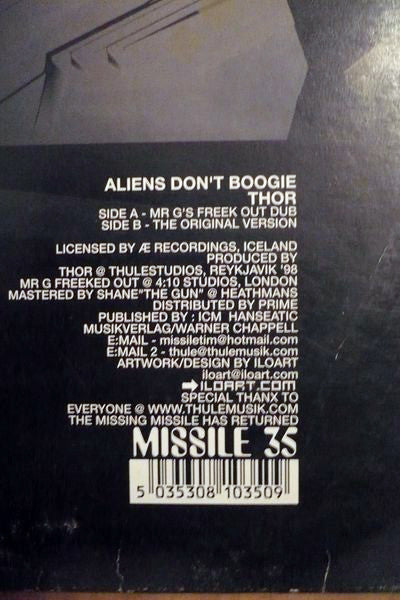 ALIENS DON'T BOOGIE
THOR
SIDE A - MR G'S FREEK OUT DUB
SIDE B - THE ORIGINAL VERSION
LICENSED BY Æ RECORDINGS, ICELAND
PRODUCED BY
THOR @ THULESTUDIOS, REYKJAVIK '98
MR G FREEKED OUT @ 4:10 STUDIOS, LONDON
MASTERED BY SHANE"THE GUN" @ HEATHMANS
DISTRIBUTED BY PRIME
PUBLISHED BY : ICM HANSEATIC
MUSIKVERLAG/WARNER CHAPPELL
E:MAIL - missiletim@hotmail.com
E:MAIL 2 - thule@thulemusik.com
ARTWORK/DESIGN BY ILOART
iloart@iloart.com
➡ILOART.COM
SPECIAL THANX TO
EVERYONE @ WWW.THULEMUSIK.COM
THE MISSING MISSILE HAS RETURNED
MISSILE 35
5 035308 103509